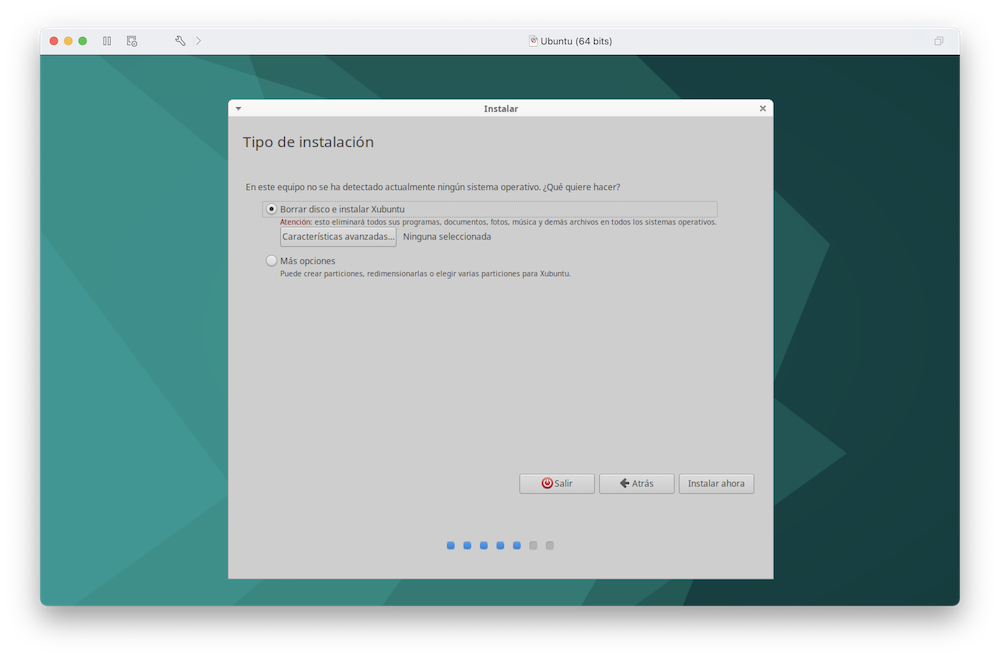 Ubuntu (64 bits)
Instalar
Tipo de instalación
En este equipo no se ha detectado actualmente ningún sistema operativo. ¿Qué quiere hacer?
Borrar disco e instalar Xubuntu
Atención: esto eliminará todos sus programas, documentos, fotos, música y demás archivos en todos los sistemas operativos.
Características avanzadas... Ninguna seleccionada
Más opciones
Puede crear particiones, redimensionarlas o elegir varias particiones para Xubuntu.
Salir Atrás Instalar ahora